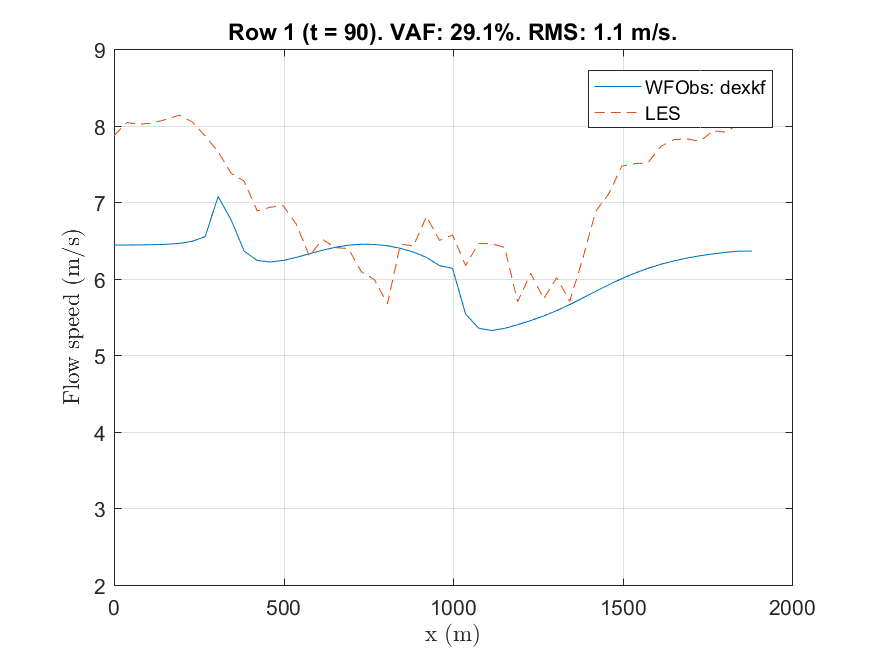 Row 1 (t = 90). VAF: 29.1%. RMS: 1.1 m/s.
WFObs: dexkf
LES
Flow speed (m/s)
9
8
7
6
5
4
3
2
0 500 1000 1500 2000
x (m)